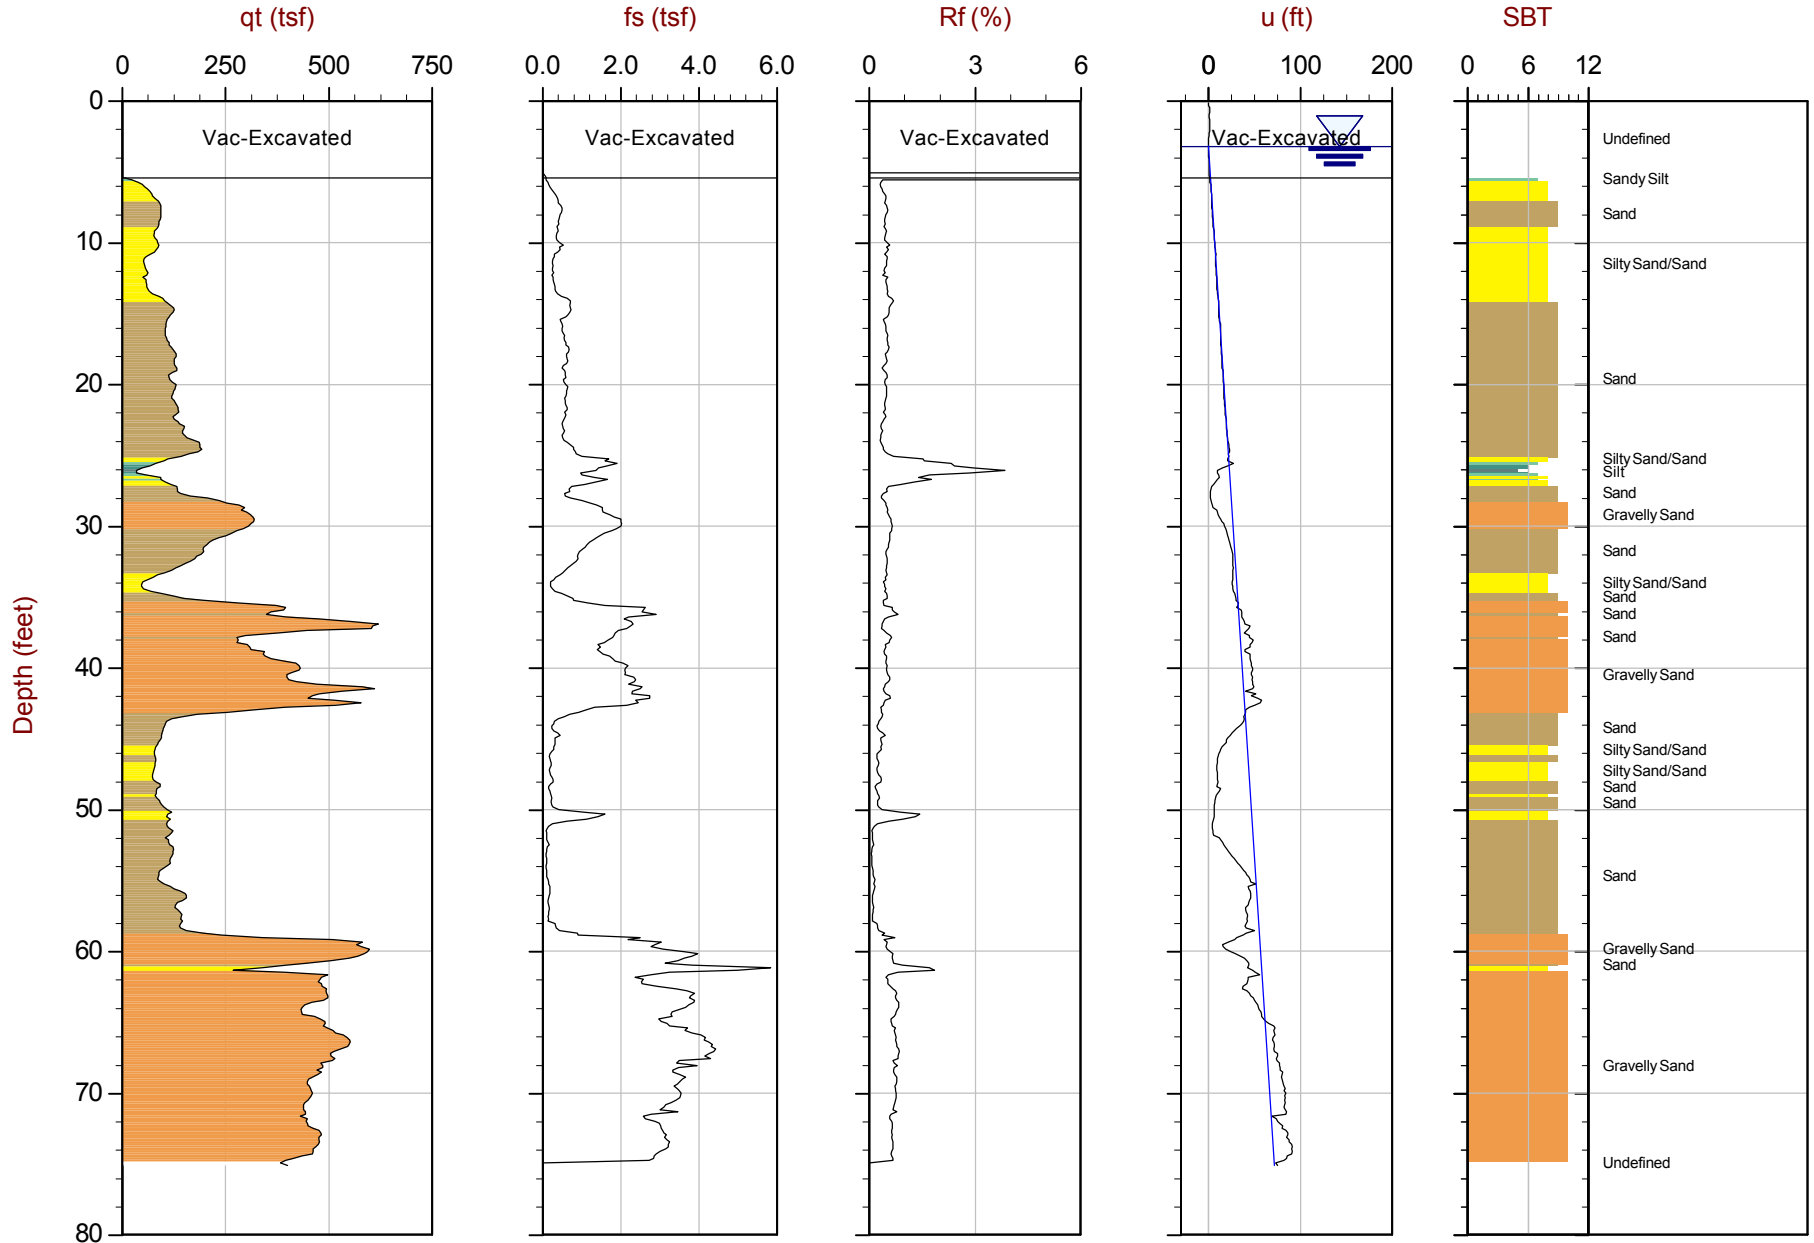 qt (tsf) fs (tsf) Rf (%) u (ft) SBT
0 250 500 750 0.0 2.0 4.0 6.0 0 3 6 0 100 200 0 6 12
0
Vac-Excavated Vac-Excavated Vac-Excavated Vac-Excavated Undefined
Sandy Silt
Sand
10
Silty Sand/Sand
Sand
20
Silty Sand/Sand
Silt
Sand
Gravelly Sand
30
Sand
Silty Sand/Sand
Sand
Sand
Sand
40
Gravelly Sand
Depth (feet)
Sand
Silty Sand/Sand
Silty Sand/Sand
Sand
Sand
50
Sand
Gravelly Sand
60
Sand
Gravelly Sand
70
Undefined
80